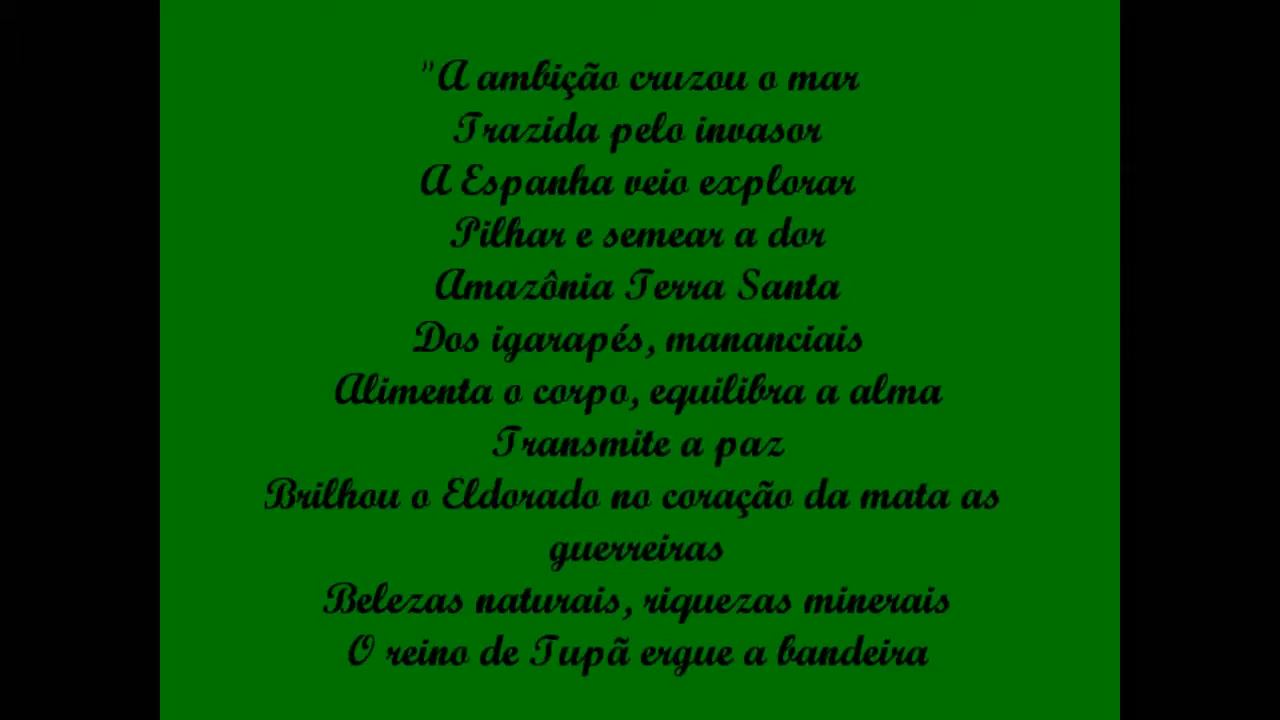 "A ambição cruzou o mar
Trazida pelo invasor
A Espanha veio explorar
Pilhar e semear a dor
Amazônia Terra Santa
Dos igarapés, mananciais
Alimenta o corpo, equilibra a alma
Transmite a paz
Brilhou o Eldorado no coração da mata as
guerreiras
Belezas naturais, riquezas minerais
O reino de Tupã ergue a bandeira